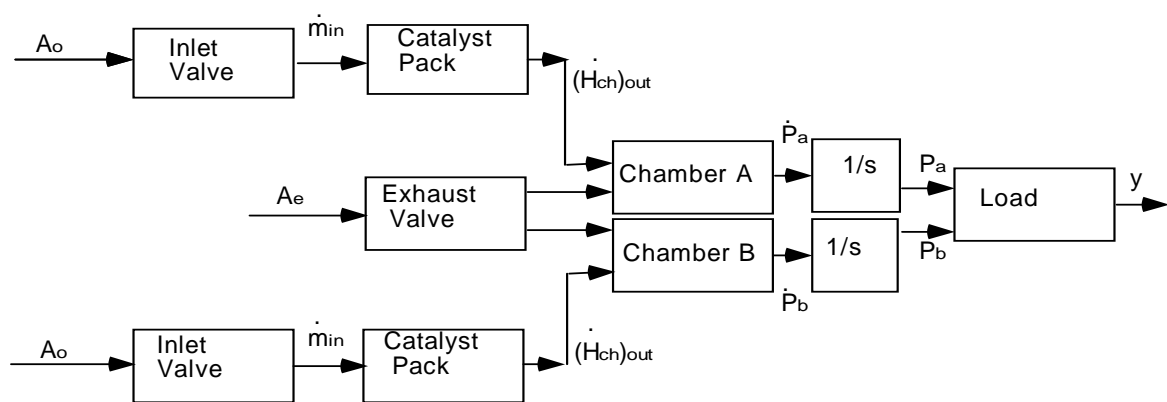 Ao
Inlet
Valve
ṁin
Catalyst
Pack
(Ḣch)out
Ae
Exhaust
Valve
Chamber A
Ṗa
1/s
Pa
Load
y
Chamber B
Ṗb
1/s
Pb
Ao
Inlet
Valve
ṁin
Catalyst
Pack
(Ḣch)out